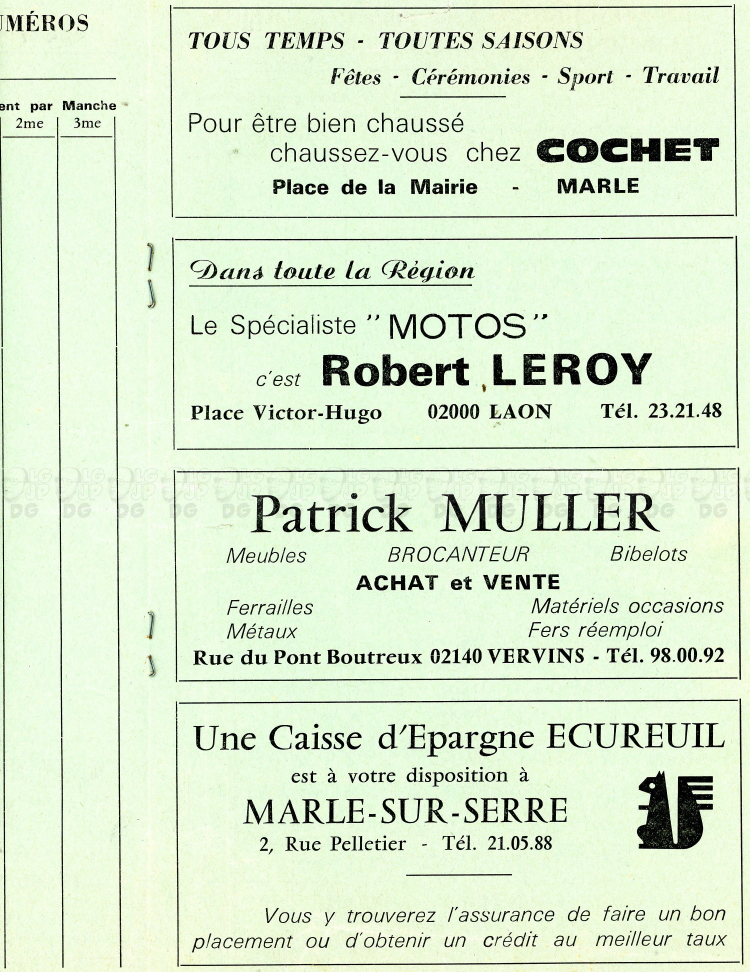 UMÉROS
ent par Manche
2me 3me
TOUS TEMPS - TOUTES SAISONS
Fêtes - Cérémonies - Sport - Travail
Pour être bien chaussé
chaussez-vous chez COCHET
Place de la Mairie - MARLE
Dans toute la Région
Le Spécialiste "MOTOS"
c'est Robert LEROY
Place Victor-Hugo 02000 LAON Tél. 23.21.48
Patrick MULLER
Meubles BROCANTEUR Bibelots
ACHAT et VENTE
Ferrailles Matériels occasions
Métaux Fers réemploi
Rue du Pont Boutreux 02140 VERVINS - Tél. 98.00.92
Une Caisse d'Epargne ECUREUIL
est à votre disposition à
MARLE-SUR-SERRE
2, Rue Pelletier - Tél. 21.05.88
Vous y trouverez l'assurance de faire un bon
placement ou d'obtenir un crédit au meilleur taux